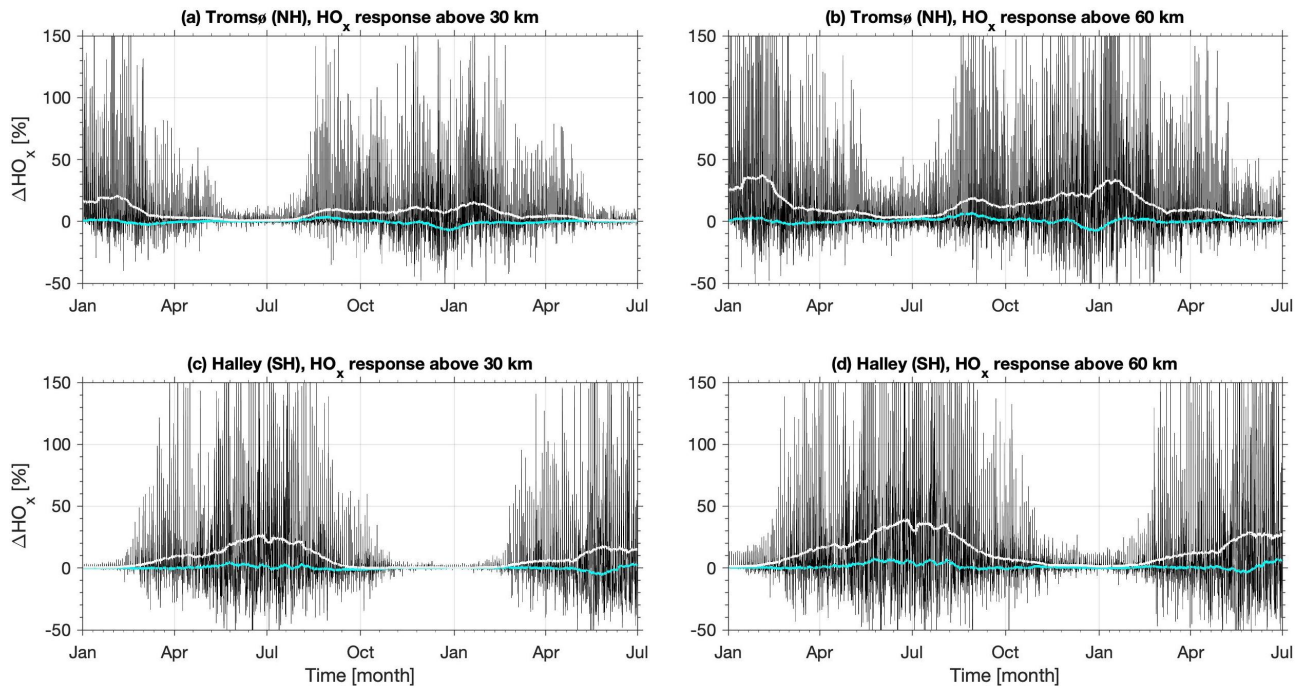 (a) Tromsø (NH), HOx response above 30 km
(b) Tromsø (NH), HOx response above 60 km
150
100
50
0
-50
ΔHOx [%]
Jan Apr Jul Oct Jan Apr Jul
150
100
50
0
-50
Jan Apr Jul Oct Jan Apr Jul
(c) Halley (SH), HOx response above 30 km
(d) Halley (SH), HOx response above 60 km
150
100
50
0
-50
ΔHOx [%]
Jan Apr Jul Oct Jan Apr Jul
Time [month]
150
100
50
0
-50
Jan Apr Jul Oct Jan Apr Jul
Time [month]